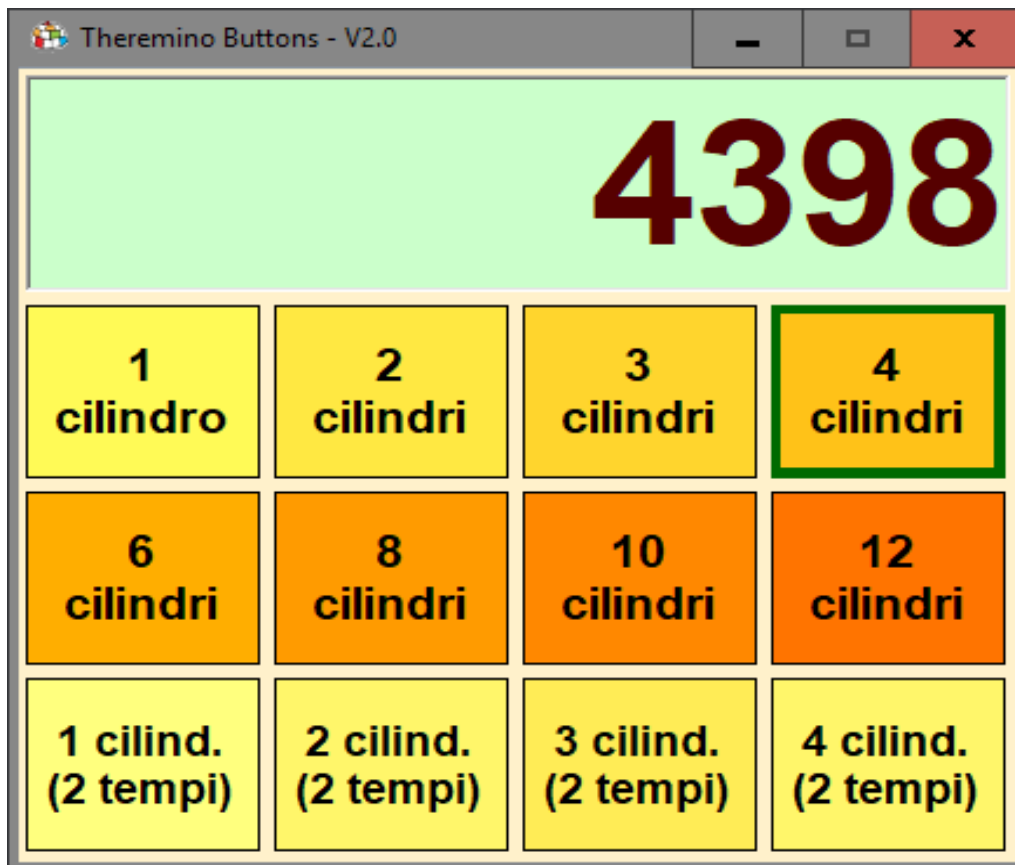 Theremino Buttons - V2.0
4398
1
cilindro
2
cilindri
3
cilindri
4
cilindri
6
cilindri
8
cilindri
10
cilindri
12
cilindri
1 cilind.
(2 tempi)
2 cilind.
(2 tempi)
3 cilind.
(2 tempi)
4 cilind.
(2 tempi)